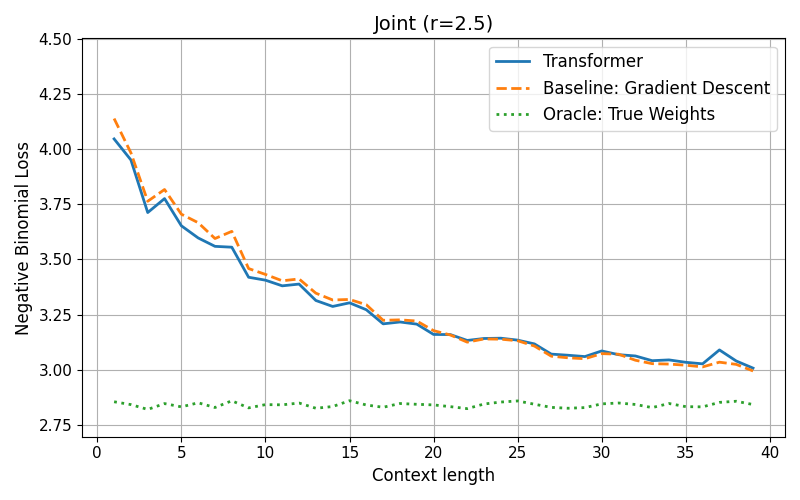 Joint (r=2.5)
Negative Binomial Loss
4.50
4.25
4.00
3.75
3.50
3.25
3.00
2.75
Transformer
Baseline: Gradient Descent
Oracle: True Weights
0 5 10 15 20 25 30 35 40
Context length